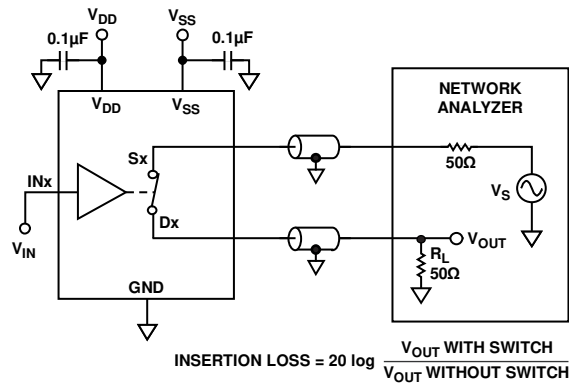 VDD
VSS
0.1µF
0.1µF
VDD
VSS
NETWORK
ANALYZER
Sx
50Ω
INx
VS
Dx
VOUT
VIN
RL
50Ω
GND
INSERTION LOSS = 20 log VOUT WITH SWITCH
VOUT WITHOUT SWITCH